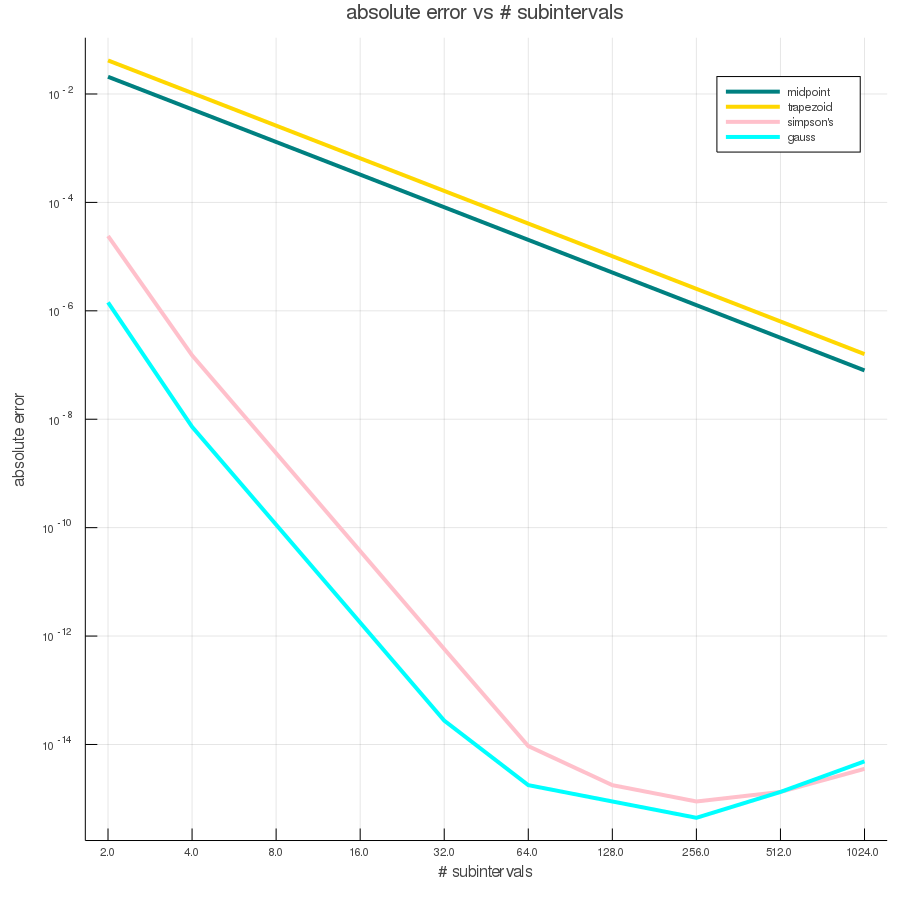 absolute error vs # subintervals
midpoint
trapezoid
simpson's
gauss
10^-2
10^-4
10^-6
10^-8
10^-10
10^-12
10^-14
absolute error
2.0 4.0 8.0 16.0 32.0 64.0 128.0 256.0 512.0 1024.0
# subintervals